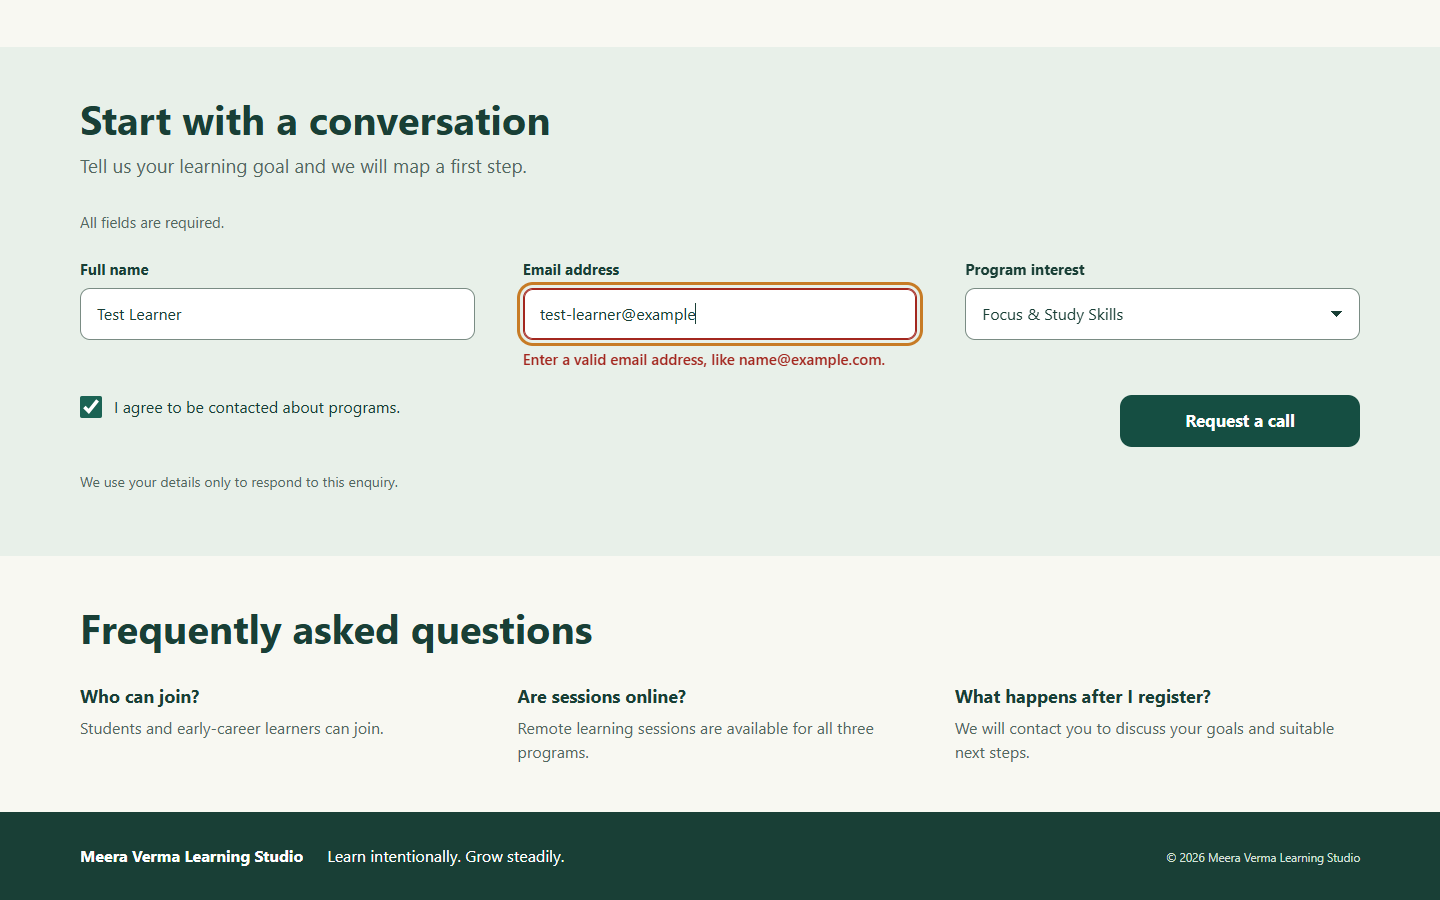 Start with a conversation
Tell us your learning goal and we will map a first step.
All fields are required.
Full name
Test Learner
Email address
test-learner@example
Enter a valid email address, like name@example.com.
Program interest
Focus & Study Skills
I agree to be contacted about programs.
Request a call
We use your details only to respond to this enquiry.
Frequently asked questions
Who can join?
Students and early-career learners can join.
Are sessions online?
Remote learning sessions are available for all three
programs.
What happens after I register?
We will contact you to discuss your goals and suitable
next steps.
Meera Verma Learning Studio
Learn intentionally. Grow steadily.
© 2026 Meera Verma Learning Studio